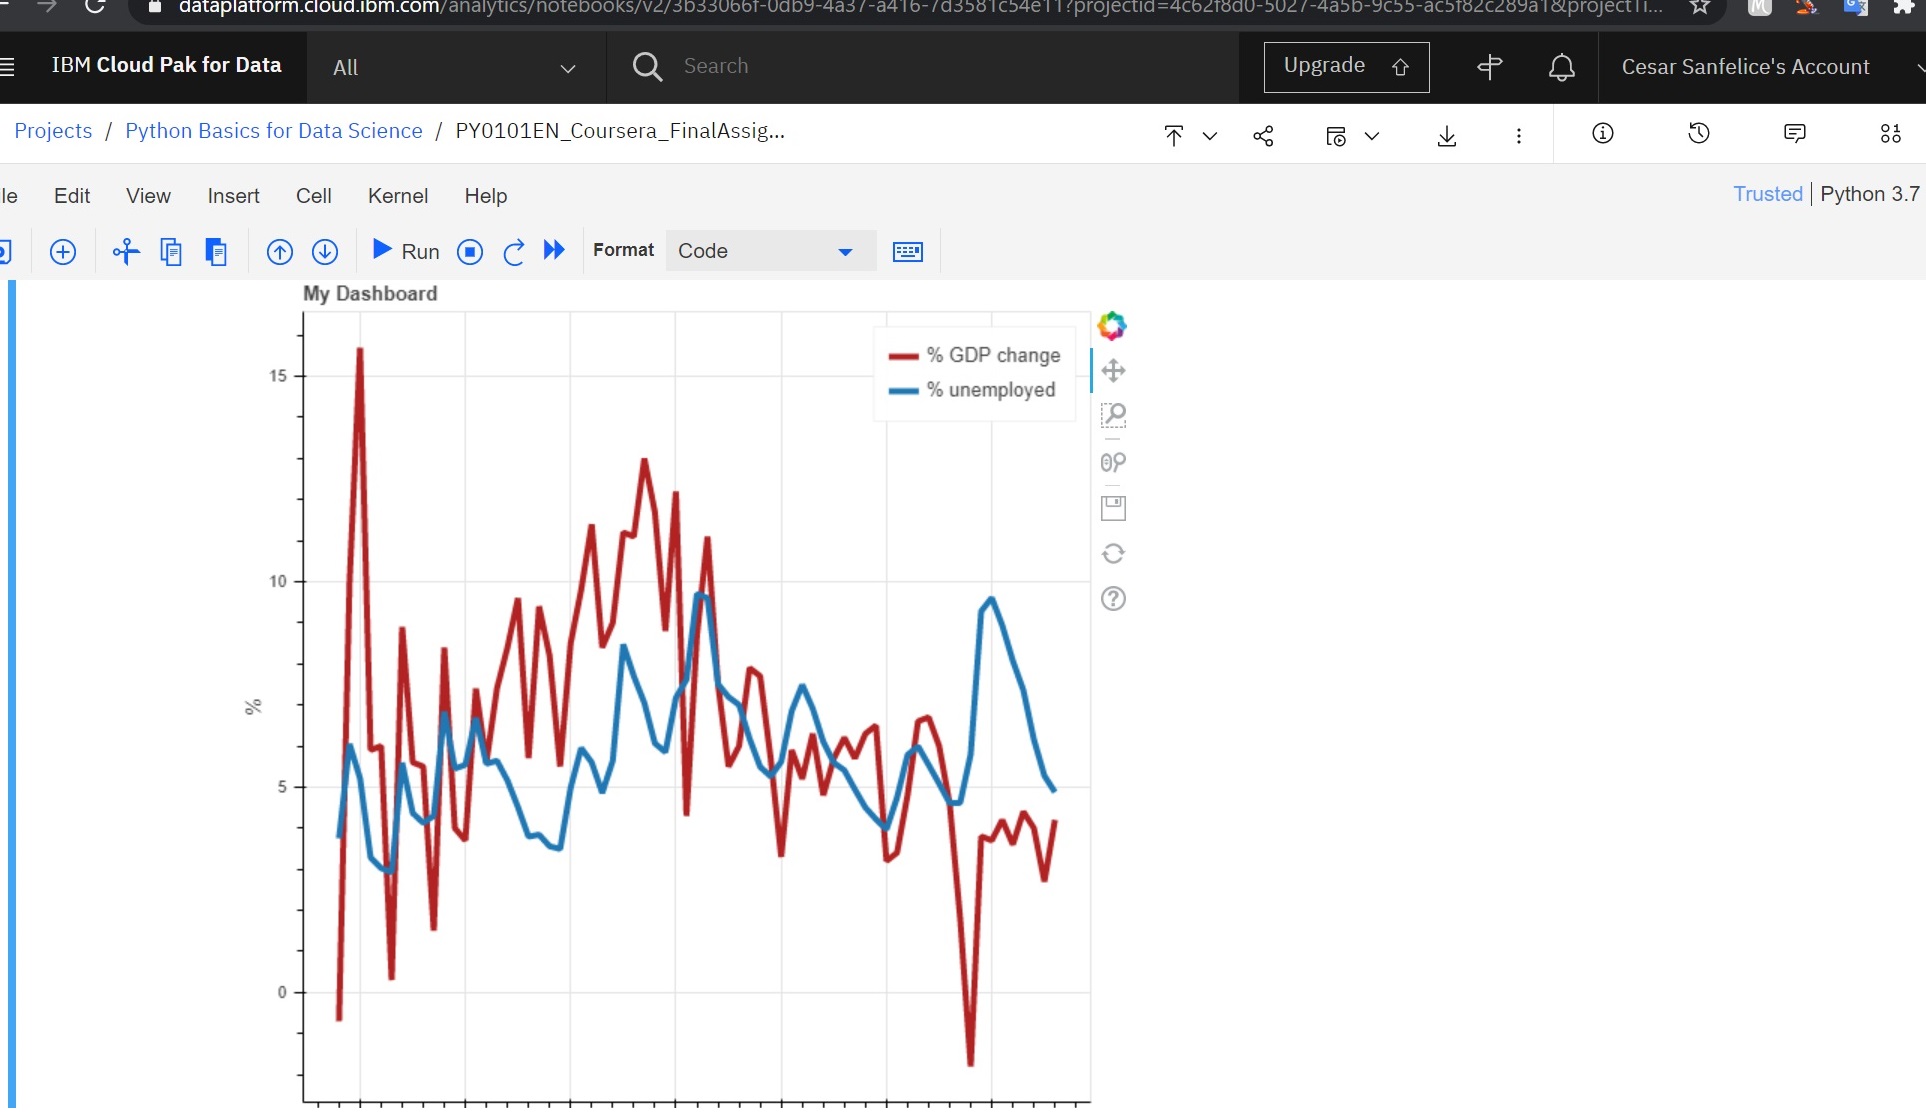 dataplatform.cloud.ibm.com/analytics/notebooks/v2/3b33066f-0db9-4a37-a416-7d3581c54e11?projectid=4c62f8d0-5027-4a5b-9c55-ac5f82c289a1&projectTi...
IBM Cloud Pak for Data
All
Search
Upgrade
Cesar Sanfelice's Account
Projects / Python Basics for Data Science / PY0101EN_Coursera_FinalAssig...
le Edit View Insert Cell Kernel Help
Trusted | Python 3.7
Run
Format
Code
My Dashboard
% GDP change
% unemployed
15
10
%
5
0